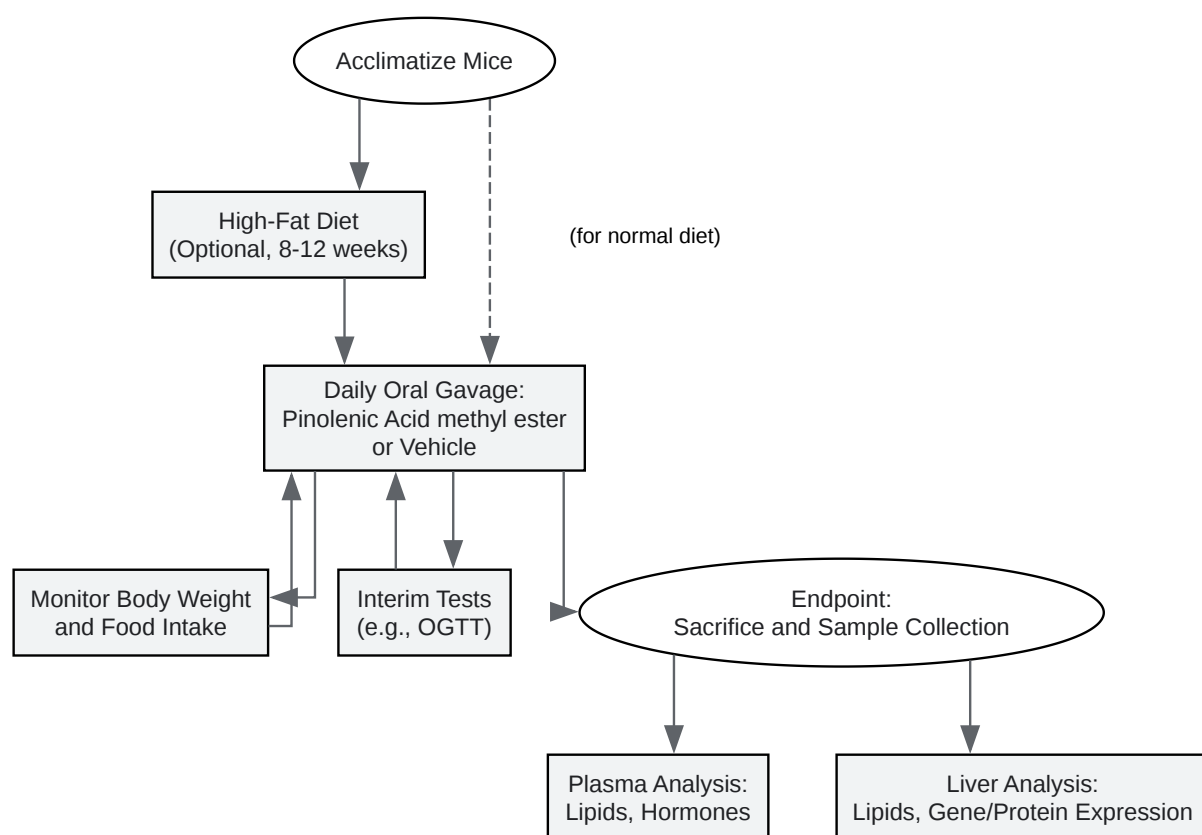 Acclimatize Mice
High-Fat Diet
(Optional, 8-12 weeks)
(for normal diet)
Daily Oral Gavage:
Pinolenic Acid methyl ester
or Vehicle
Monitor Body Weight
and Food Intake
Interim Tests
(e.g., OGTT)
Endpoint:
Sacrifice and Sample Collection
Plasma Analysis:
Lipids, Hormones
Liver Analysis:
Lipids, Gene/Protein Expression